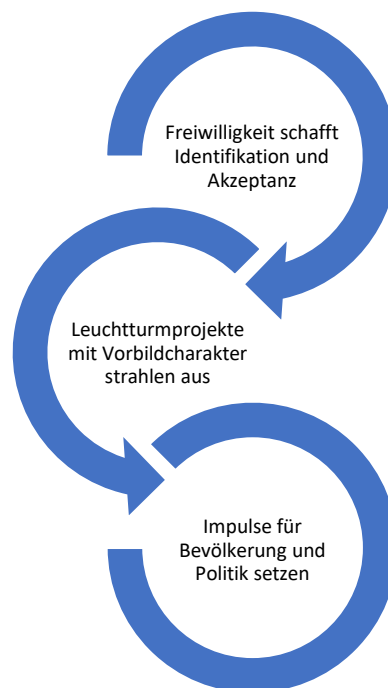 Freiwilligkeit schafft
Identifikation und
Akzeptanz
Leuchtturmprojekte
mit Vorbildcharakter
strahlen aus
Impulse für
Bevölkerung und
Politik setzen